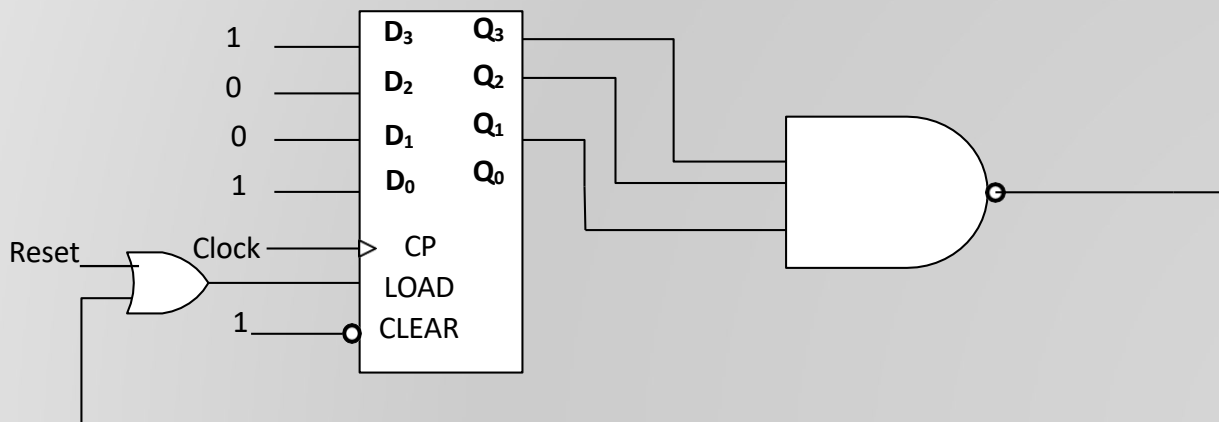 1 D₃ Q₃
0 D₂ Q₂
0 D₁ Q₁
1 D₀ Q₀
Reset Clock CP
LOAD
1 CLEAR